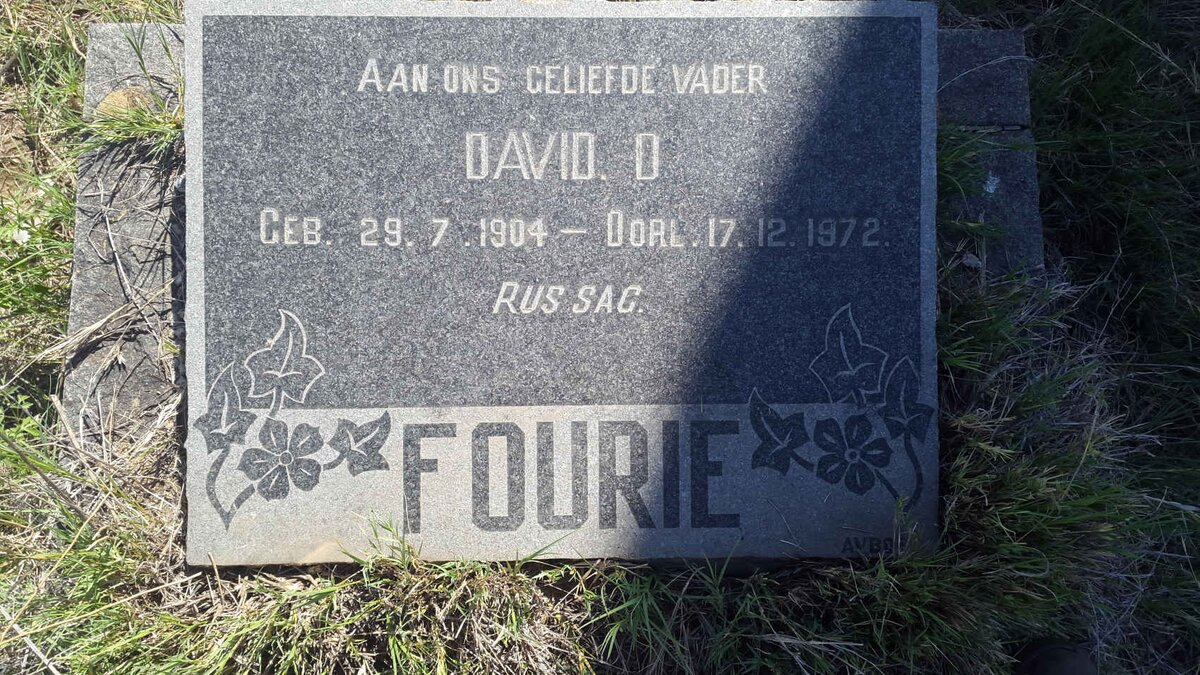 AAN ONS GELIEFDE VADER
DAVID. D
GEB. 29. 7. 1904 – OORL. 17. 12. 1972.
RUS SAG.
FOURIE